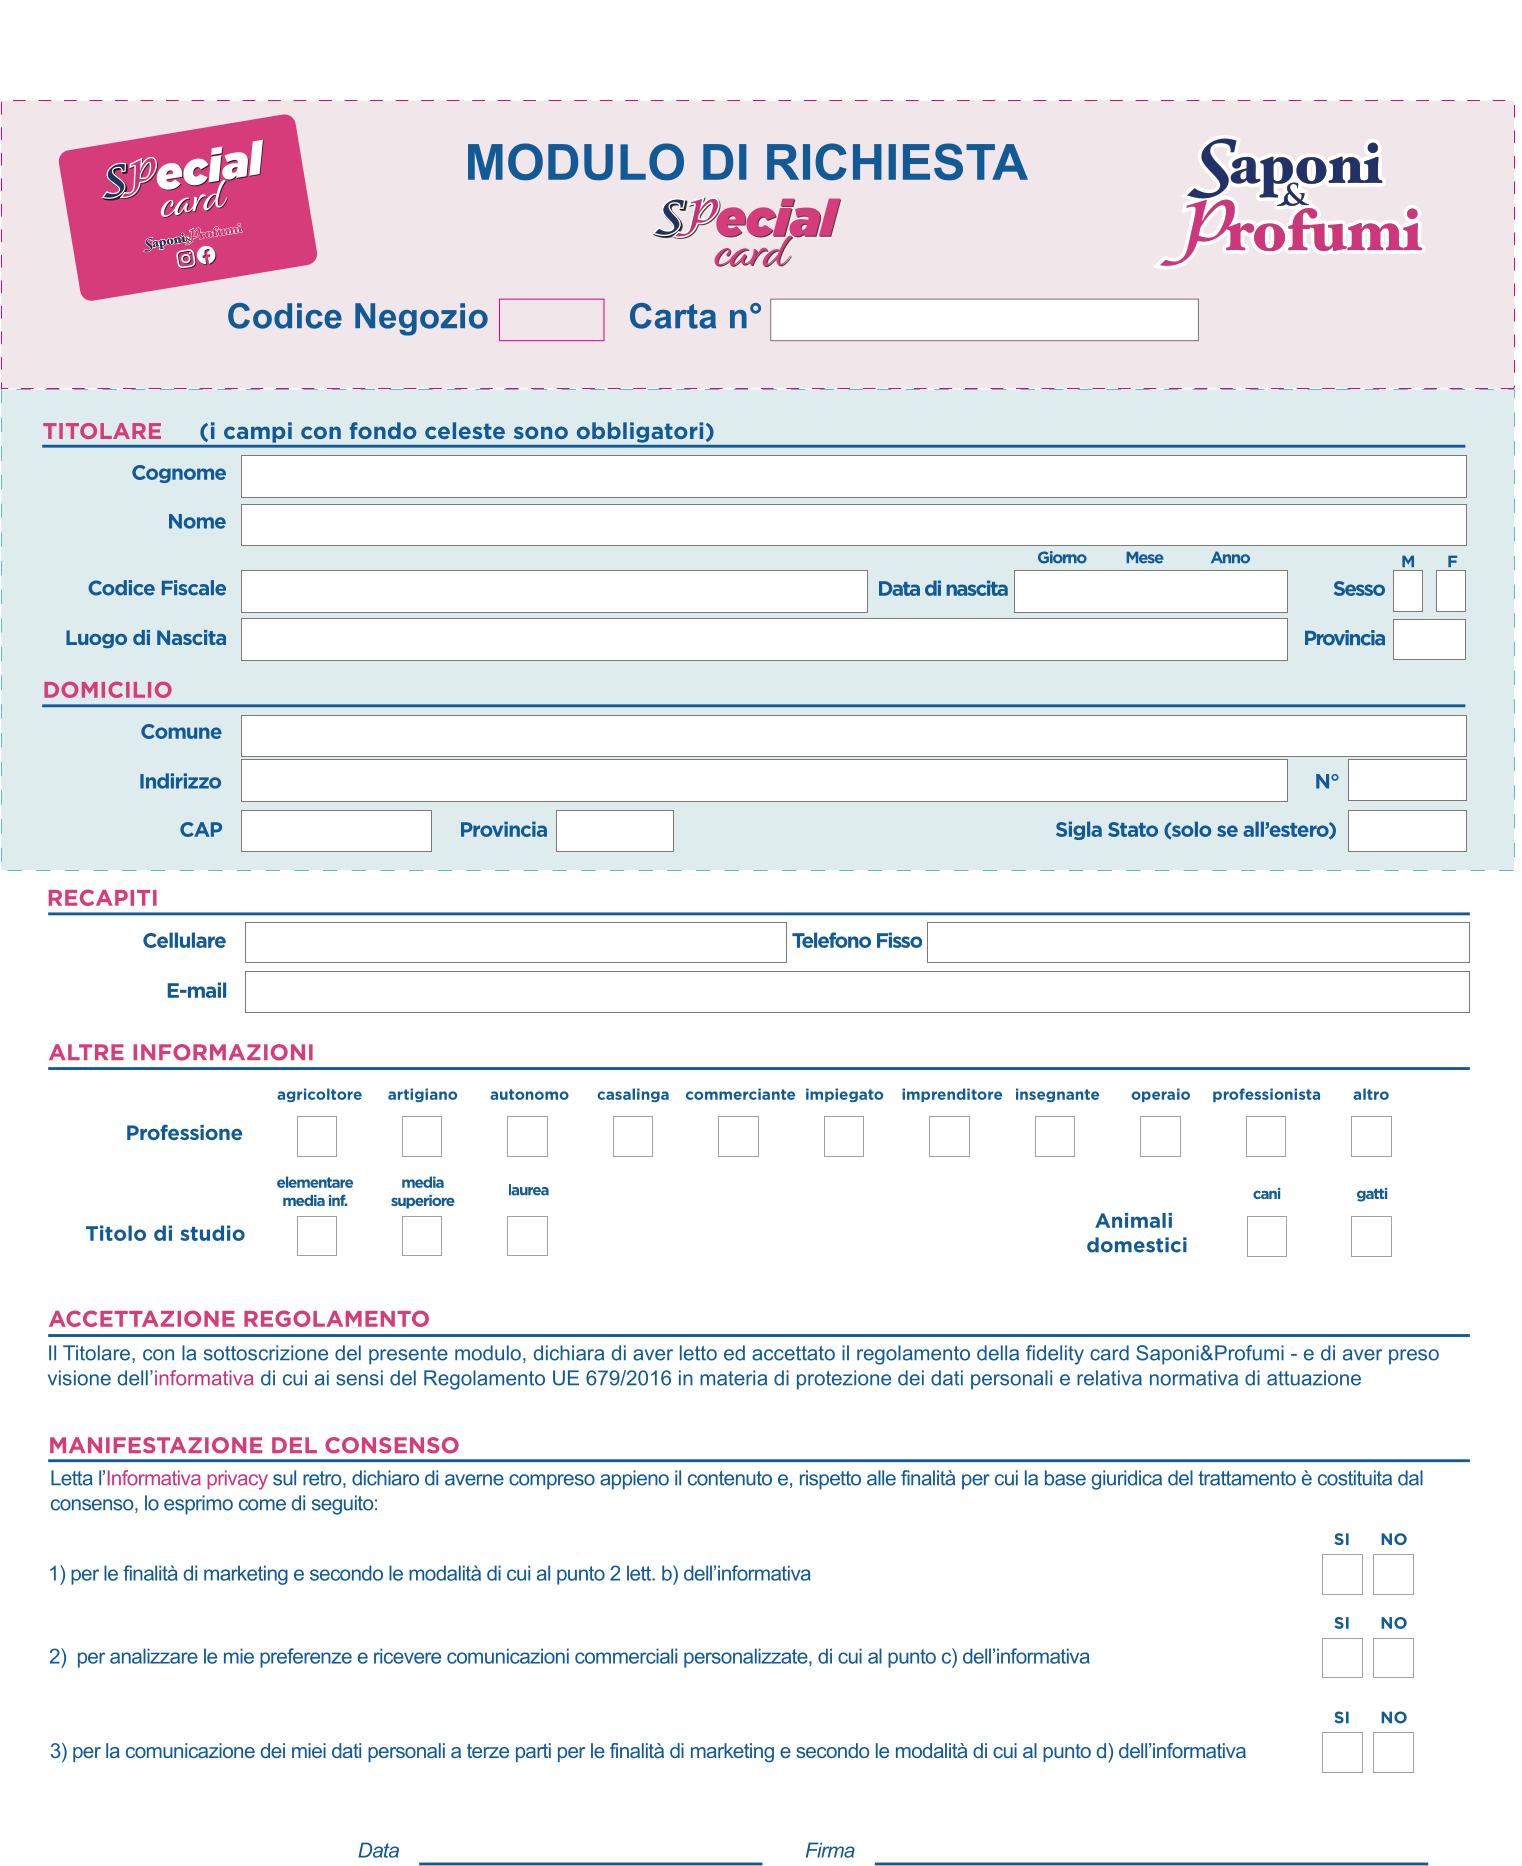 special
card
Saponi&Profumi
MODULO DI RICHIESTA
special
card
Saponi
&
Profumi
Codice Negozio Carta n°
TITOLARE (i campi con fondo celeste sono obbligatori)
Cognome
Nome
Giorno Mese Anno M F
Codice Fiscale Data di nascita Sesso
Luogo di Nascita Provincia
DOMICILIO
Comune
Indirizzo N°
CAP Provincia Sigla Stato (solo se all’estero)
RECAPITI
Cellulare Telefono Fisso
E-mail
ALTRE INFORMAZIONI
agricoltore artigiano autonomo casalinga commerciante impiegato imprenditore insegnante operaio professionista altro
Professione
elementare media laurea cani gatti
media inf. superiore
Titolo di studio Animali
domestici
ACCETTAZIONE REGOLAMENTO
Il Titolare, con la sottoscrizione del presente modulo, dichiara di aver letto ed accettato il regolamento della fidelity card Saponi&Profumi - e di aver preso
visione dell’informativa di cui ai sensi del Regolamento UE 679/2016 in materia di protezione dei dati personali e relativa normativa di attuazione
MANIFESTAZIONE DEL CONSENSO
Letta l’Informativa privacy sul retro, dichiaro di averne compreso appieno il contenuto e, rispetto alle finalità per cui la base giuridica del trattamento è costituita dal
consenso, lo esprimo come di seguito:
SI NO
1) per le finalità di marketing e secondo le modalità di cui al punto 2 lett. b) dell’informativa
SI NO
2) per analizzare le mie preferenze e ricevere comunicazioni commerciali personalizzate, di cui al punto c) dell’informativa
SI NO
3) per la comunicazione dei miei dati personali a terze parti per le finalità di marketing e secondo le modalità di cui al punto d) dell’informativa
Data Firma